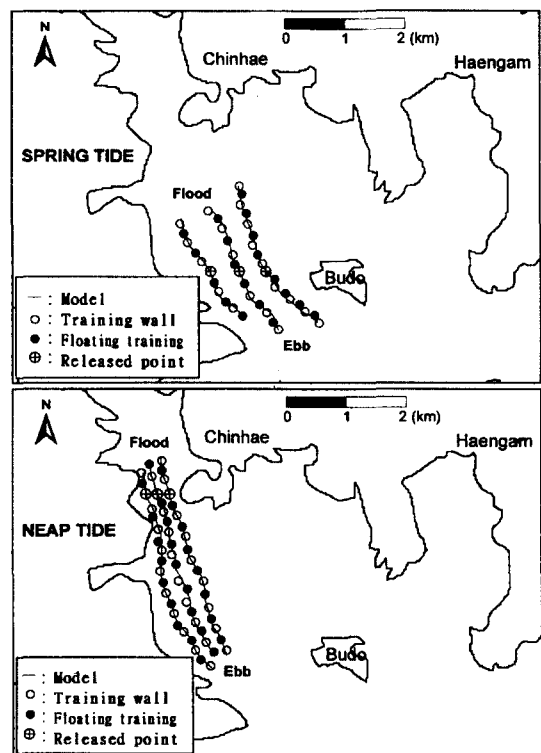 N
0 1 2 (km)
Chinhae
Haengam
SPRING TIDE
Flood
Budo
Ebb
— : Model
○ : Training wall
● : Floating training
⊕ : Released point
N
0 1 2 (km)
Flood
Chinhae
Haengam
NEAP TIDE
Budo
Ebb
— : Model
○ : Training wall
● : Floating training
⊕ : Released point